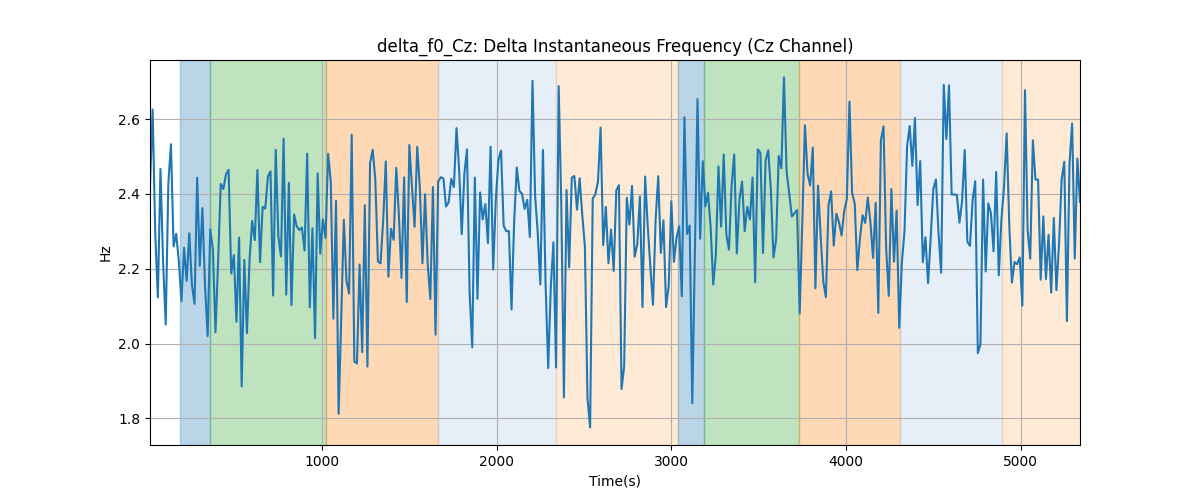 delta_f0_Cz: Delta Instantaneous Frequency (Cz Channel)
2.6
2.4
2.2
2.0
1.8
Hz
1000 2000 3000 4000 5000
Time(s)